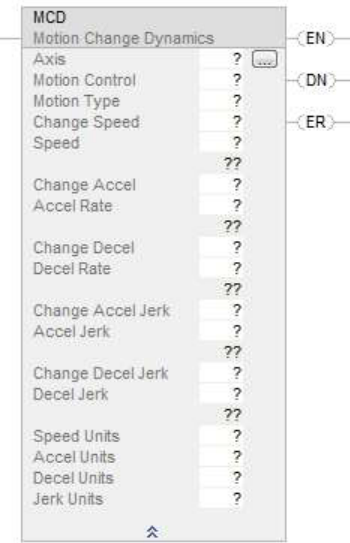 MCD
Motion Change Dynamics
EN
Axis ? ...
Motion Control ?
DN
Motion Type ?
Change Speed ?
ER
Speed ?
??
Change Accel ?
Accel Rate ?
??
Change Decel ?
Decel Rate ?
??
Change Accel Jerk ?
Accel Jerk ?
??
Change Decel Jerk ?
Decel Jerk ?
??
Speed Units ?
Accel Units ?
Decel Units ?
Jerk Units ?